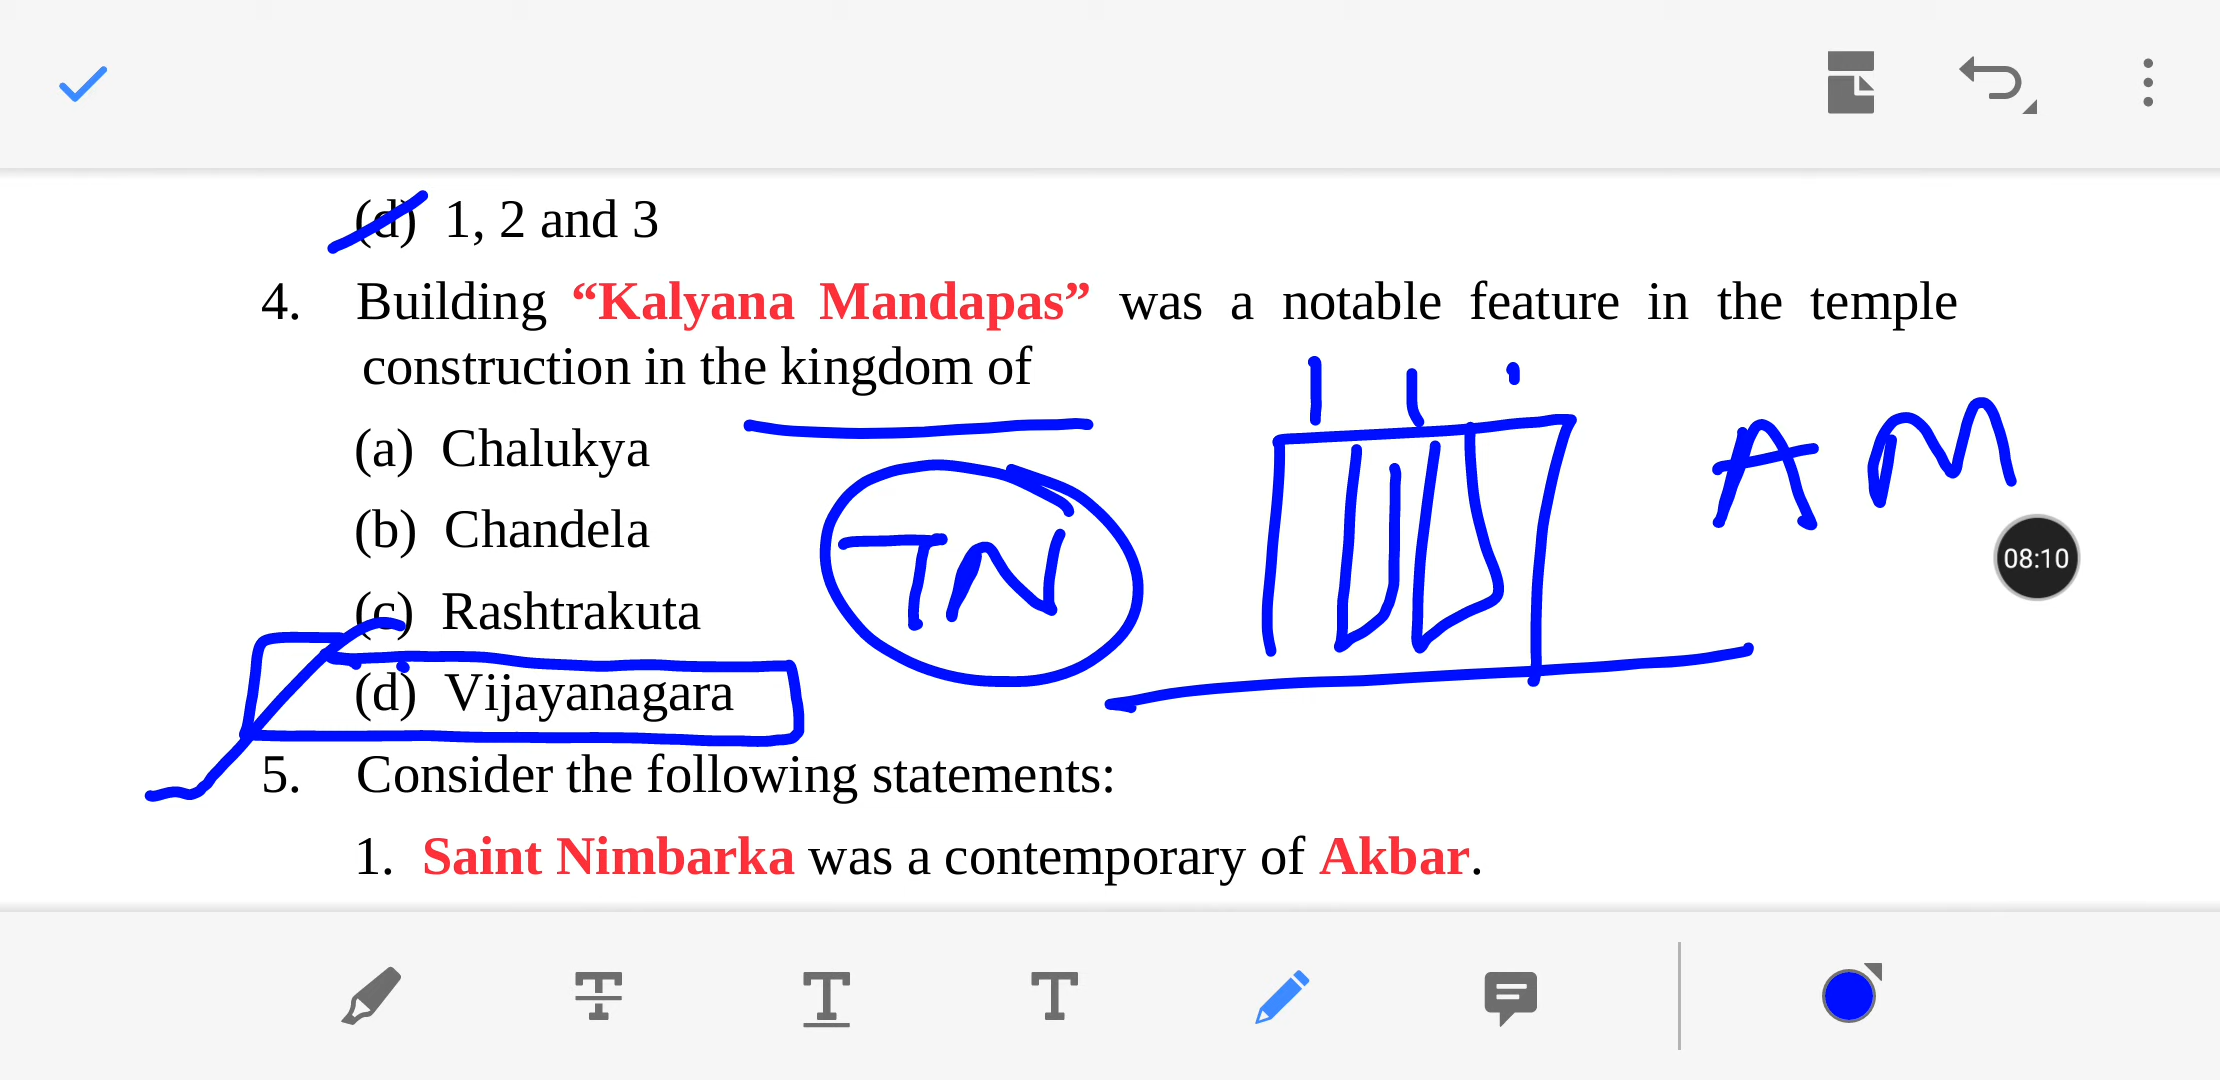 (d) 1, 2 and 3
4. Building “Kalyana Mandapas” was a notable feature in the temple
construction in the kingdom of
(a) Chalukya
(b) Chandela
(c) Rashtrakuta
(d) Vijayanagara
TN
AM
08:10
5. Consider the following statements:
1. Saint Nimbarka was a contemporary of Akbar.